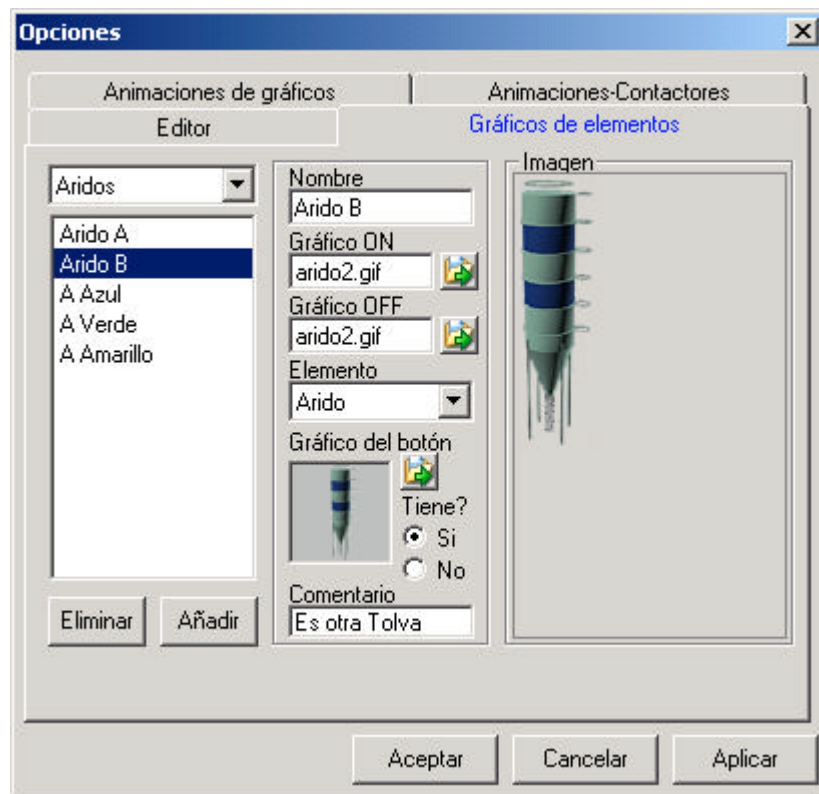 Opciones
Animaciones de gráficos
Animaciones-Contactores
Editor
Gráficos de elementos
Aridos
Arido A
Arido B
A Azul
A Verde
A Amarillo
Eliminar
Añadir
Nombre
Arido B
Gráfico ON
arido2.gif
Gráfico OFF
arido2.gif
Elemento
Arido
Gráfico del botón
Tiene?
Si
No
Comentario
Es otra Tolva
Imagen
Aceptar
Cancelar
Aplicar